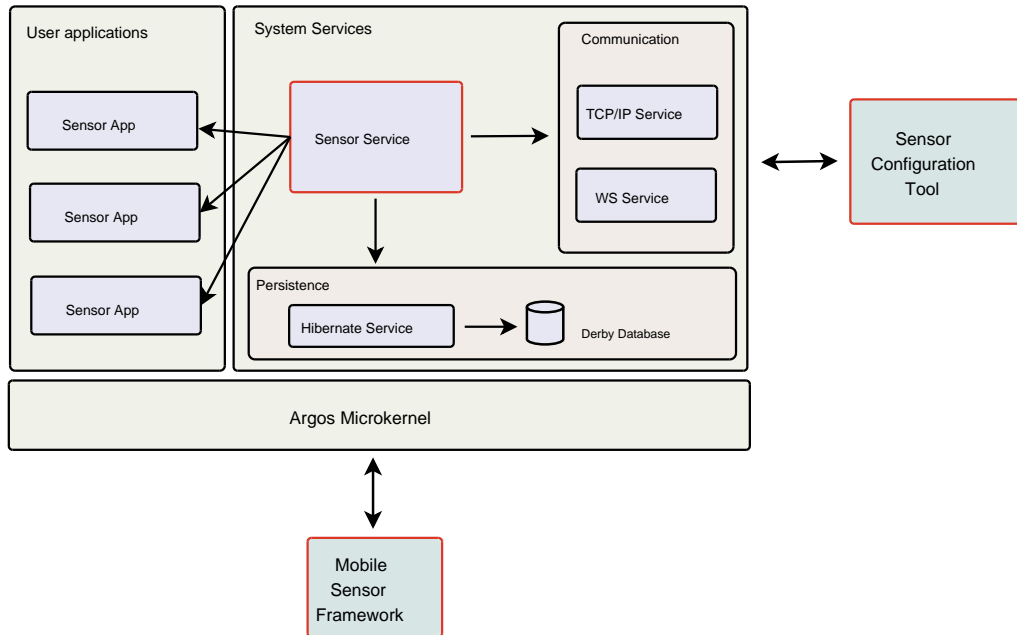 User applications
Sensor App
Sensor App
Sensor App
System Services
Sensor Service
Communication
TCP/IP Service
WS Service
Persistence
Hibernate Service
Derby Database
Argos Microkernel
Sensor
Configuration
Tool
Mobile
Sensor
Framework